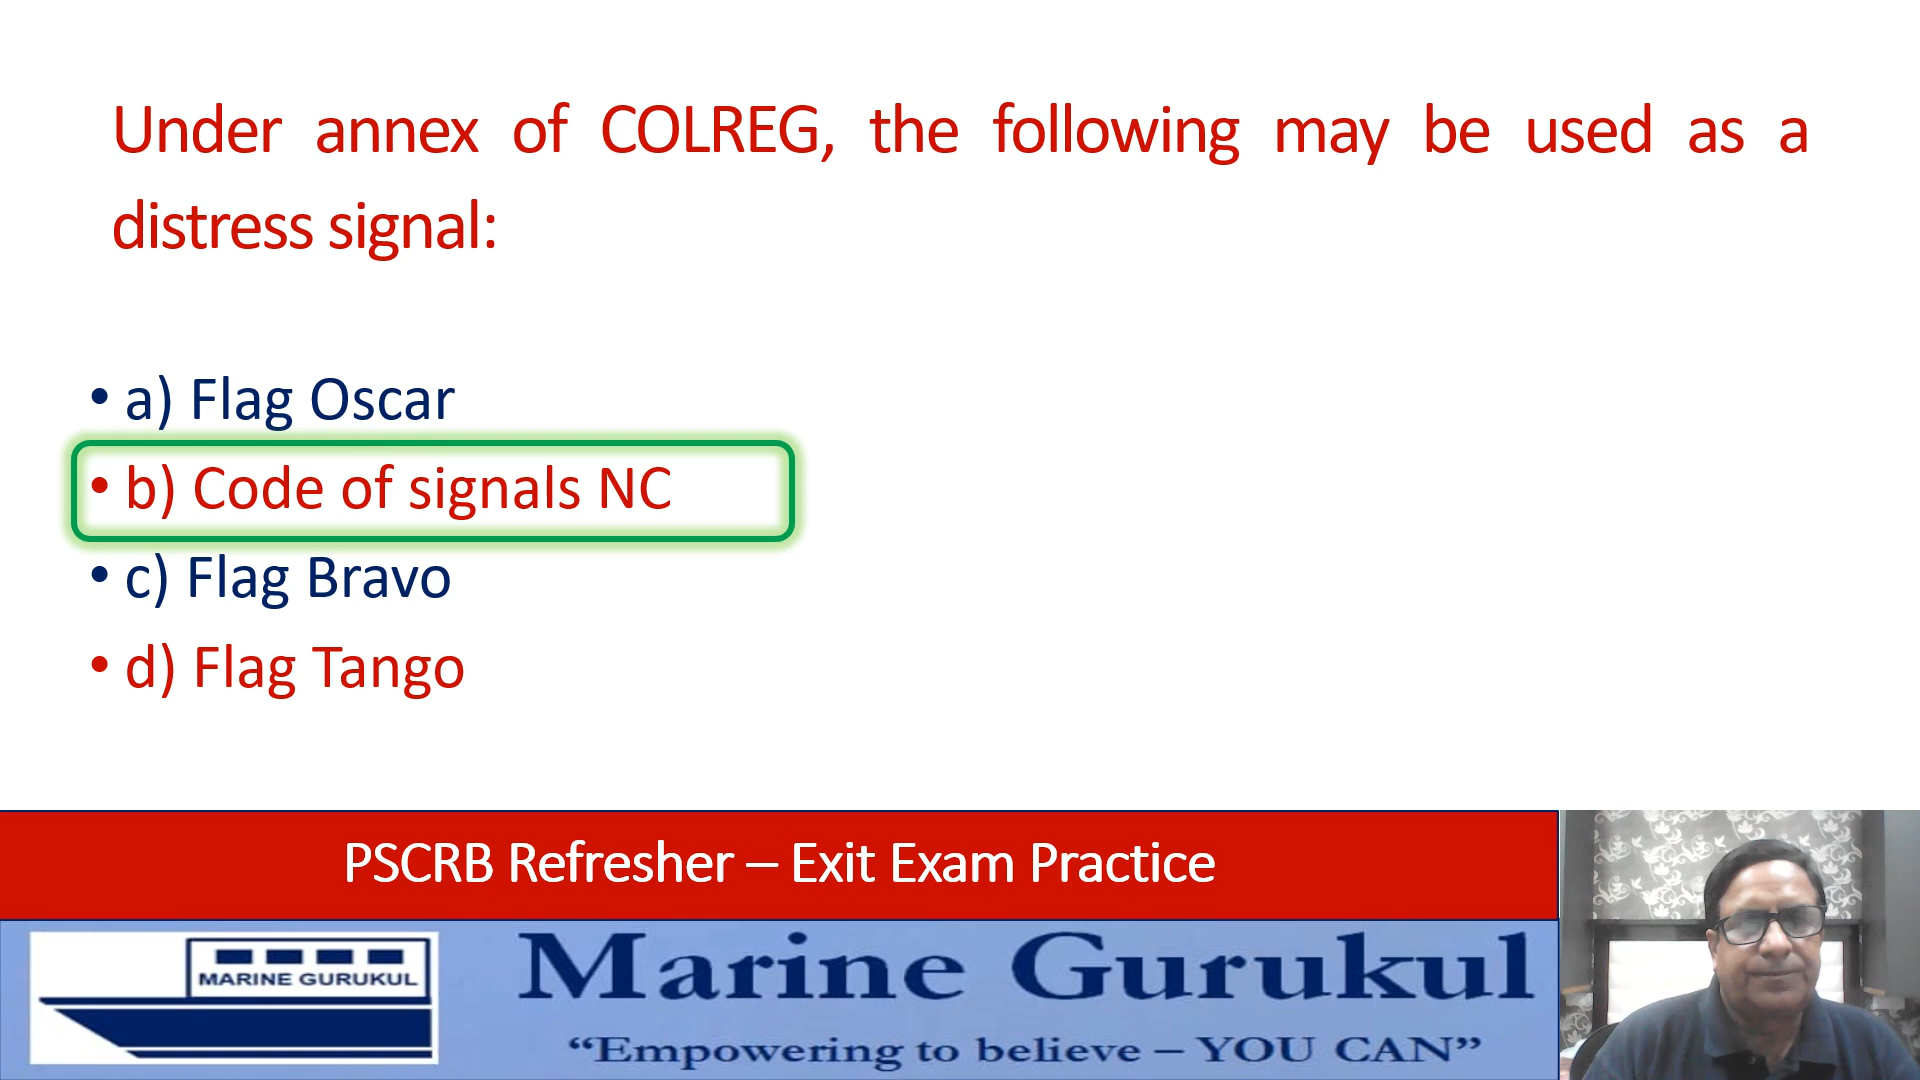 Under annex of COLREG, the following may be used as a
distress signal:
• a) Flag Oscar
• b) Code of signals NC
• c) Flag Bravo
• d) Flag Tango
PSCRB Refresher – Exit Exam Practice
MARINE GURUKUL
Marine Gurukul
“Empowering to believe – YOU CAN”